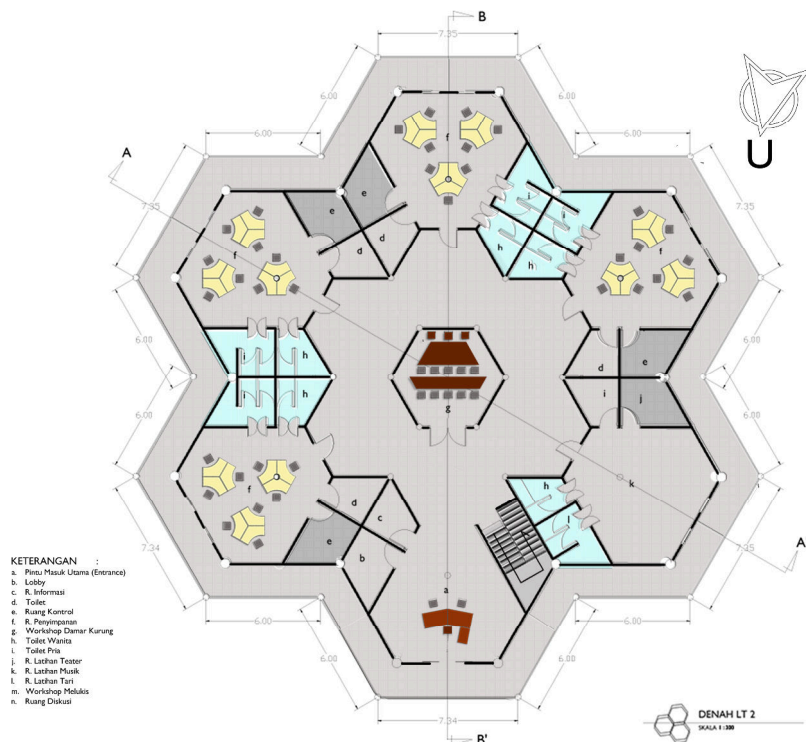 B
7.35
6.00
6.00
A
6.00
6.00
U
7.35
7.35
f
e
e
i
i
d
d
h
h
f
f
6.00
6.00
i
h
i
h
d
e
i
j
g
6.00
6.00
f
d
c
e
b
h
l
k
a
7.34
7.35
A
6.00
6.00
6.00
6.00
7.34
B'
KETERANGAN :
a. Pintu Masuk Utama (Entrance)
b. Lobby
c. R. Informasi
d. Toilet
e. Ruang Kontrol
f. R. Penyimpanan
g. Workshop Damar Kurung
h. Toilet Wanita
i. Toilet Pria
j. R. Latihan Teater
k. R. Latihan Musik
l. R. Latihan Tari
m. Workshop Melukis
n. Ruang Diskusi
DENAH LT 2
SKALA 1:300